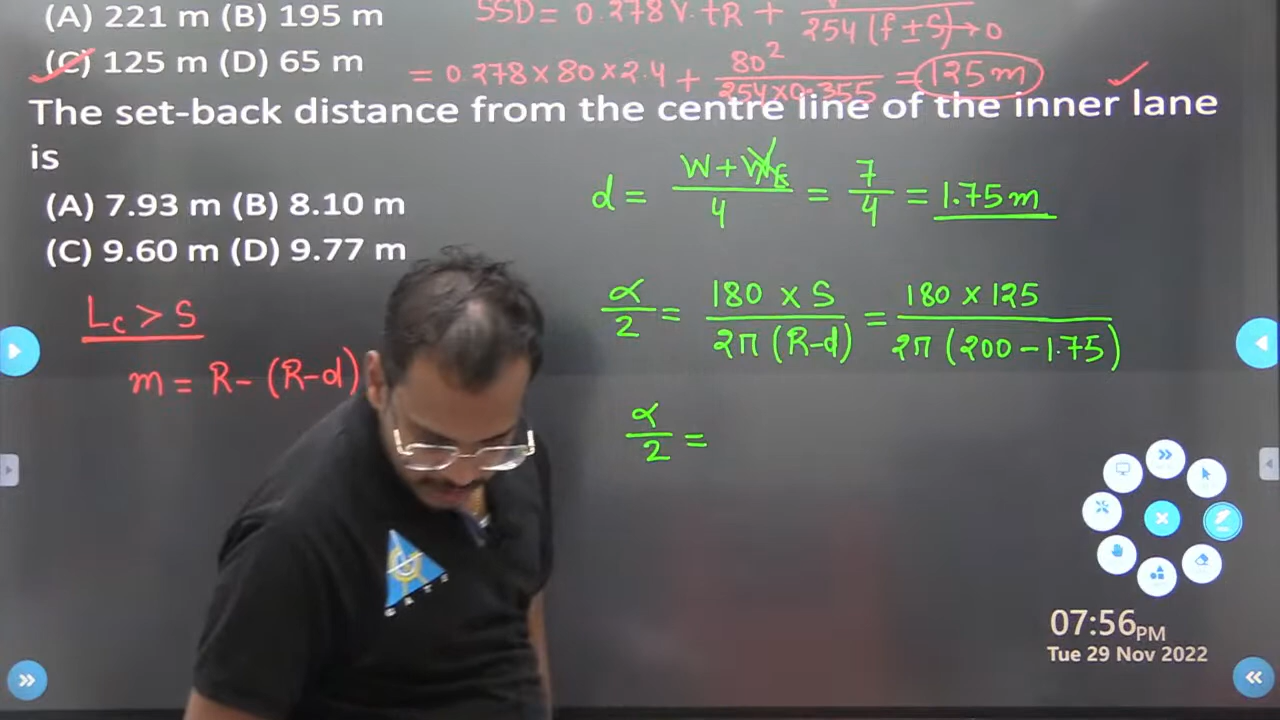 (A) 221 m (B) 195 m
SSD = 0.278 V.tR +
254 (f ± S) → 0
(C) 125 m (D) 65 m
= 0.278 × 80 × 2.4 + 80² / 254 × 0.355 = 125 m ✓
The set-back distance from the centre line of the inner lane
is
d = W + We / 4 = 7 / 4 = 1.75 m
(A) 7.93 m (B) 8.10 m
(C) 9.60 m (D) 9.77 m
Lc > S
α/2 = 180 × S / 2π (R-d) = 180 × 125 / 2π (200 - 1.75)
m = R - (R-d)
α/2 =
GATE
07:56PM
Tue 29 Nov 2022